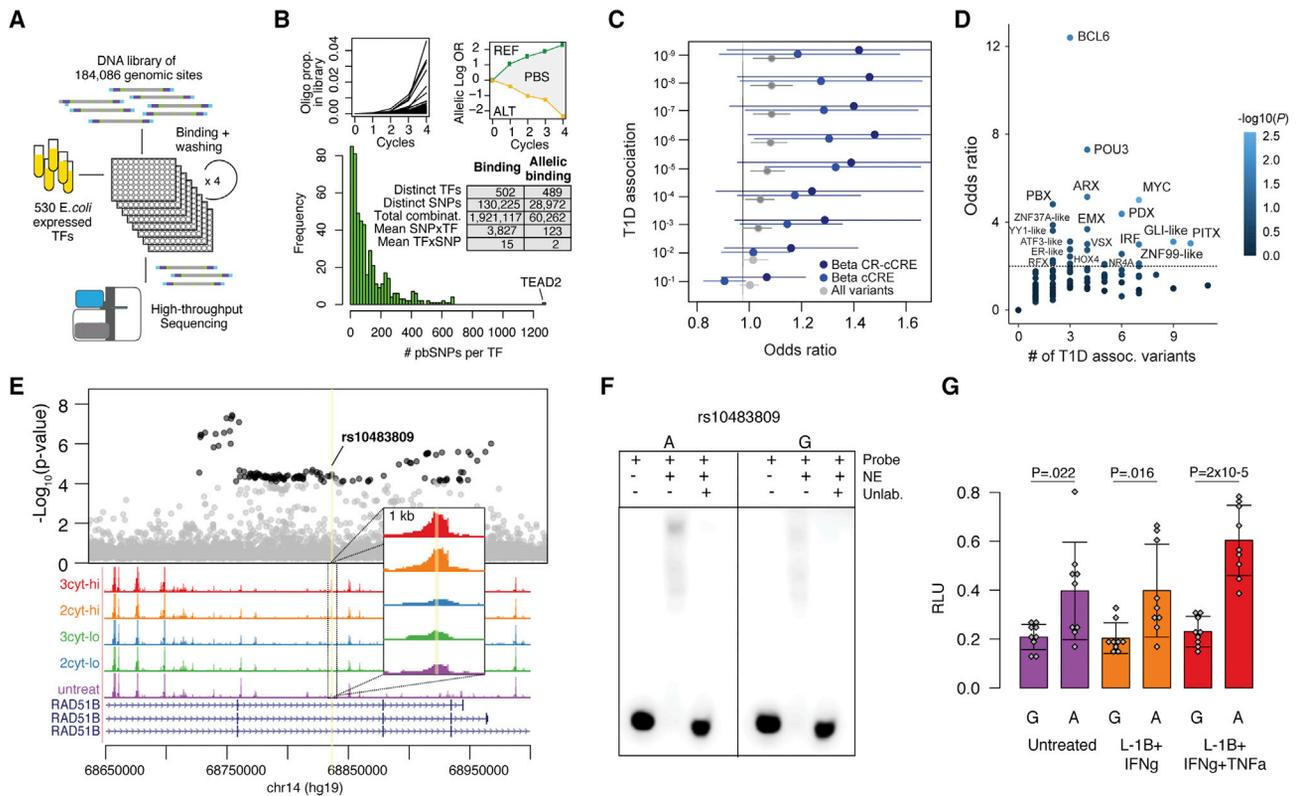 A
DNA library of
184,086 genomic sites
Binding +
washing
x 4
530 E.coli
expressed
TFs
High-throughput
Sequencing
B
Oligo prop.
in library
0.04
0.02
0.00
0 1 2 3 4
Cycles
Allelic Log OR
2
1
0
−1
−2
REF
PBS
ALT
0 1 2 3 4
Cycles
Binding
Allelic
binding
Distinct TFs 502 489
Distinct SNPs 130,225 28,972
Total combinat. 1,921,117 60,262
Mean SNPxTF 3,827 123
Mean TFxSNP 15 2
Frequency
80
60
40
20
0
TEAD2
0 200 400 600 800 1000 1200
# pbSNPs per TF
C
T1D association
10-9
10-8
10-7
10-6
10-5
10-4
10-3
10-2
10-1
Beta CR-cCRE
Beta cCRE
All variants
0.8 1.0 1.2 1.4 1.6
Odds ratio
D
Odds ratio
12
8
4
0
BCL6
POU3
ARX
MYC
PBX
PDX
ZNF37A-like
EMX
GLI-like
PITX
YY1-like
IRF
ATF3-like
VSX
ER-like
ZNF99-like
RFX
HOX4
NR4A
0 3 6 9
# of T1D assoc. variants
-log10(P)
2.5
2.0
1.5
1.0
0.5
0.0
E
-Log10(p-value)
8
6
4
2
0
rs10483809
1 kb
3cyt-hi
2cyt-hi
3cyt-lo
2cyt-lo
untreat
RAD51B
RAD51B
RAD51B
68650000 68750000 68850000 68950000
chr14 (hg19)
F
rs10483809
A G
+ + + + + + Probe
- + + - + + NE
- - + - - + Unlab.
G
P=.022 P=.016 P=2x10-5
RLU
0.8
0.6
0.4
0.2
0.0
G A G A G A
Untreated
L-1B+
IFNg
L-1B+
IFNg+TNFa